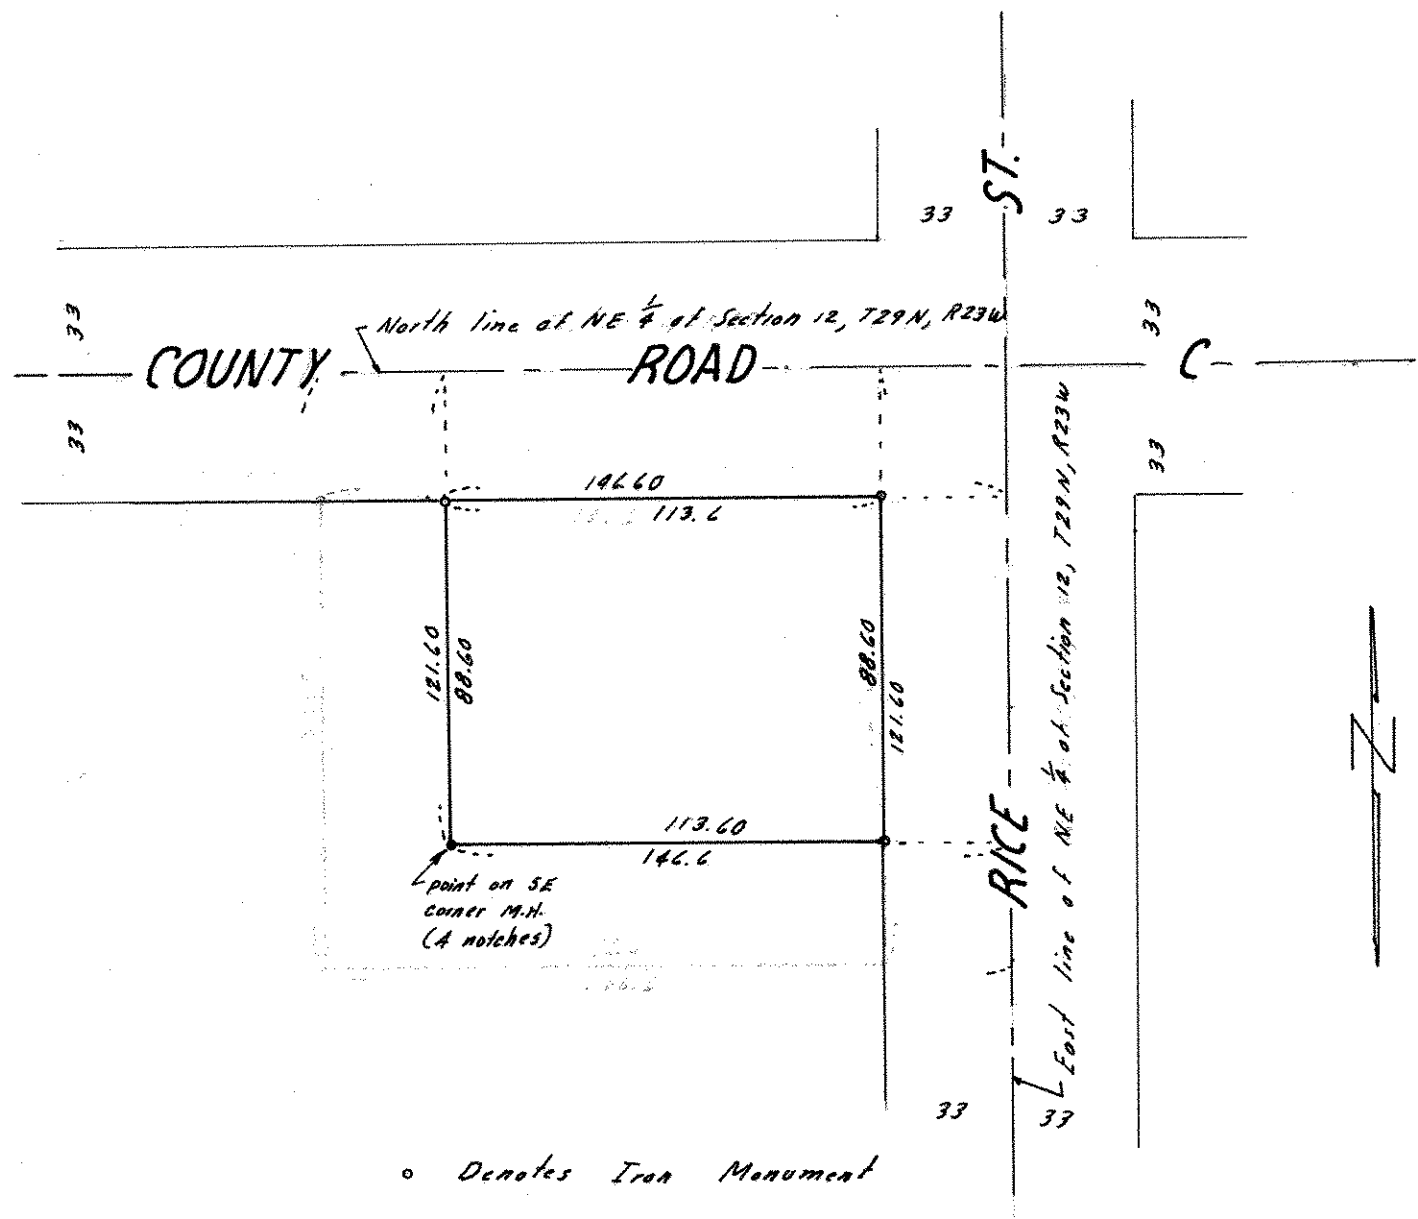 ST.
33 33
33
North line of NE 1/4 of Section 12, T29N, R23W
33
COUNTY ROAD C
33
33
146.60
113.6
East line of NE 1/4 of Section 12, T29N, R23W
121.60
88.60
88.60
121.60
N
RICE
113.60
146.6
point on SE
corner M.H.
(4 notches)
33 33
o Denotes Iron Monument